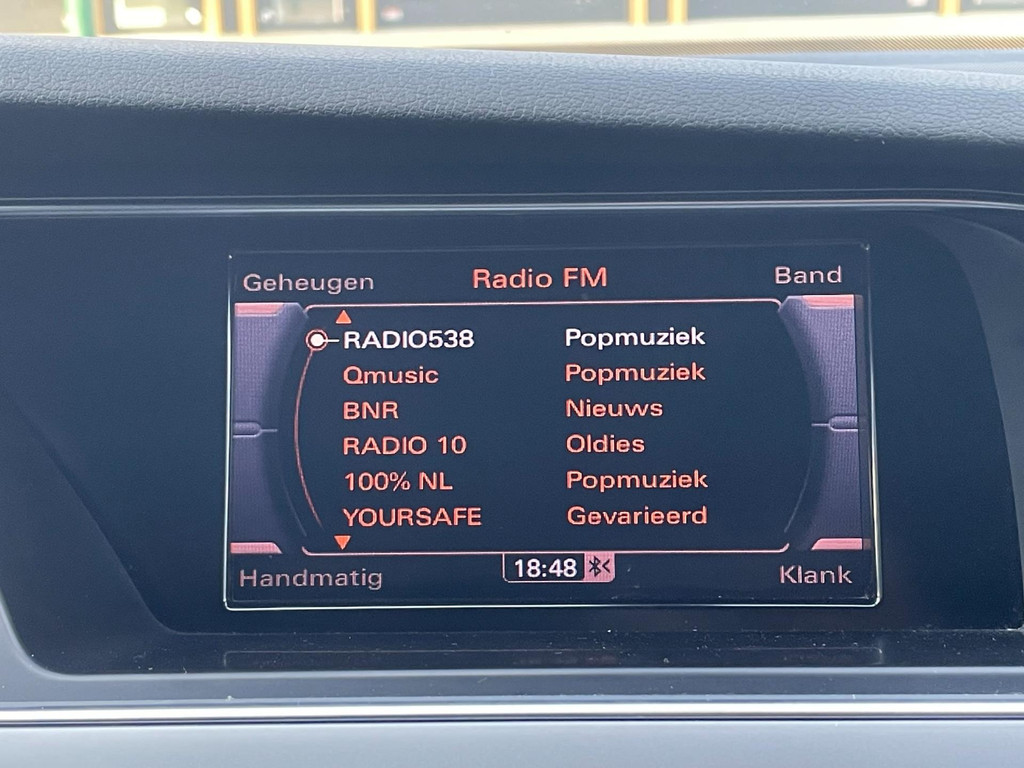 Geheugen Radio FM Band
RADIO538 Popmuziek
Qmusic Popmuziek
BNR Nieuws
RADIO 10 Oldies
100% NL Popmuziek
YOURSAFE Gevarieerd
Handmatig 18:48 Klank